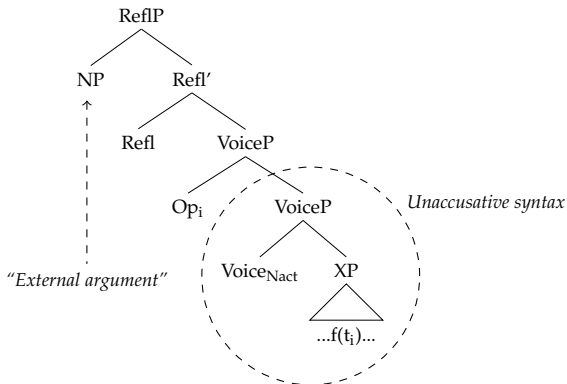 ReflP
NP Refl'
Refl VoiceP
Op_i VoiceP Unaccusative syntax
“External argument” Voice_Nact XP
...f(t_i)...